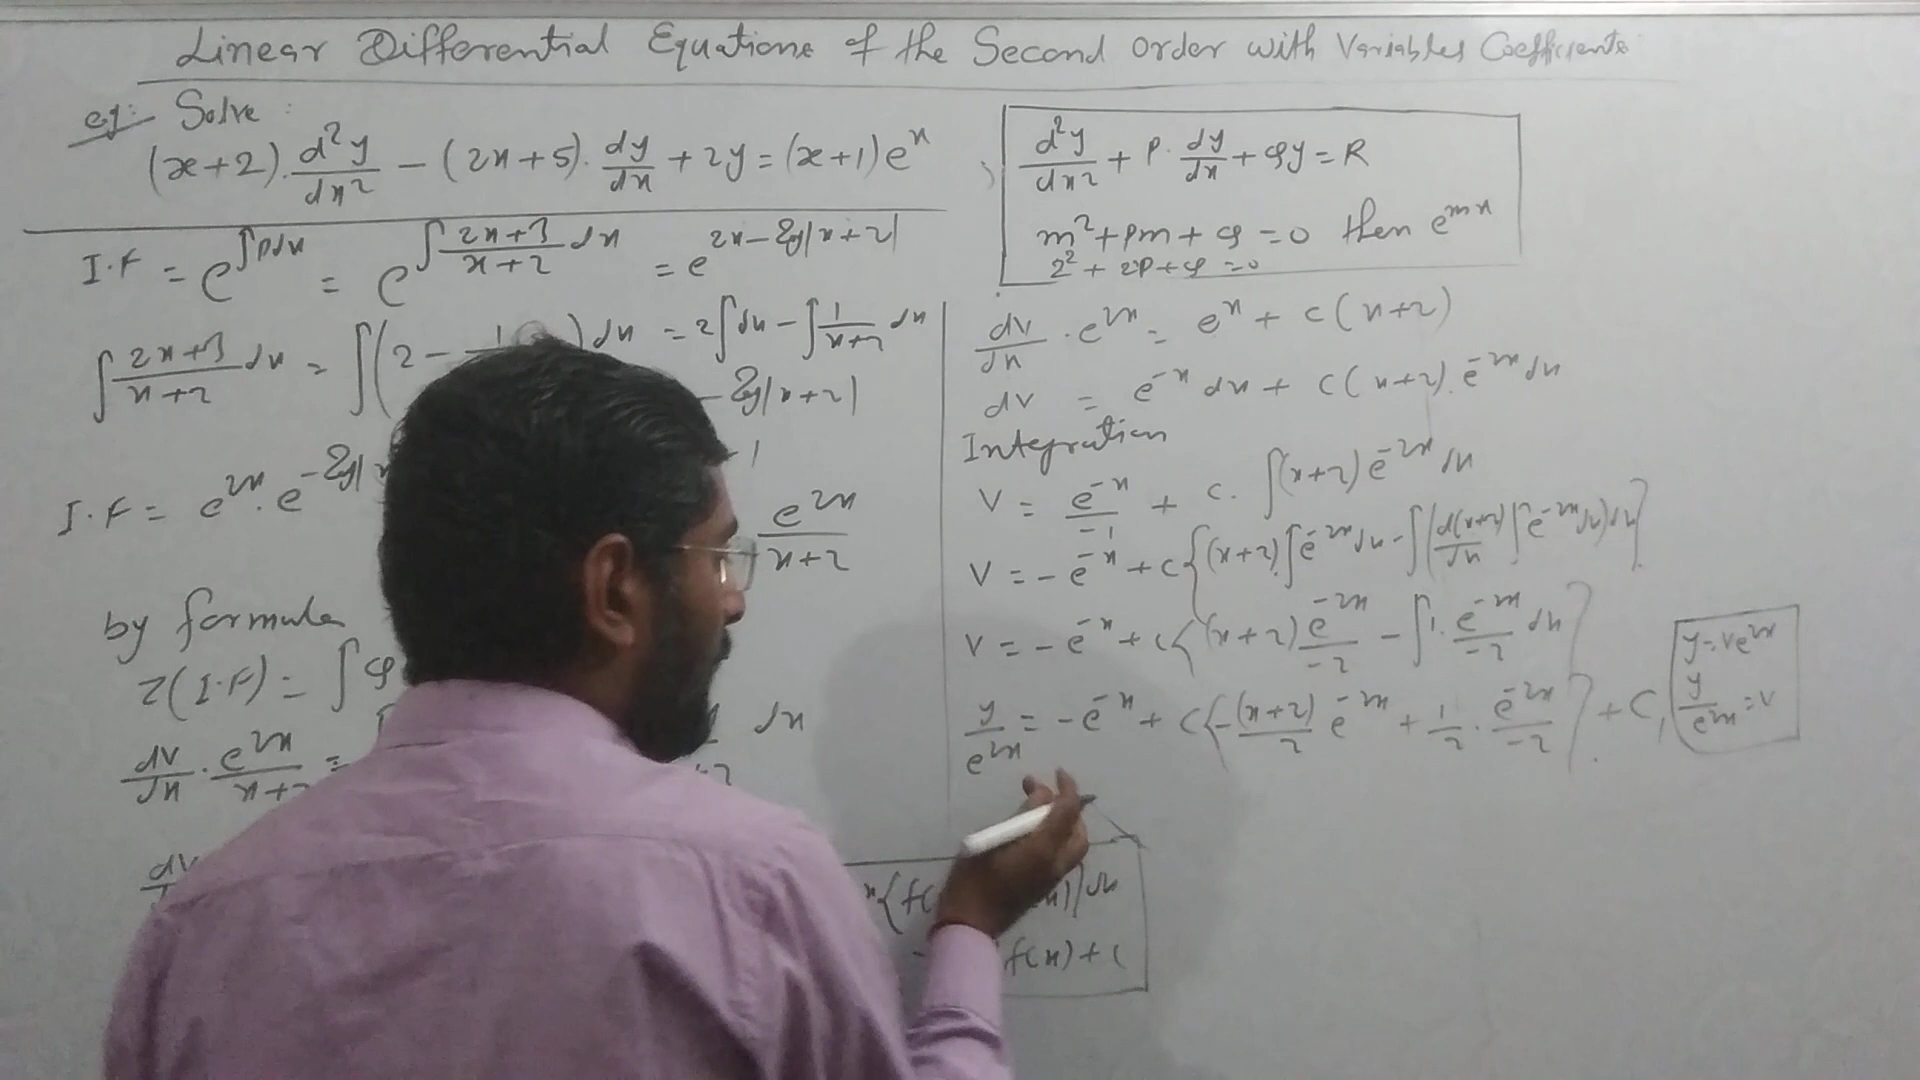 Linear Differential Equations of the Second Order with Variables Coefficients
eg:- Solve :
(x+2).d²y/dx² - (2x+5).dy/dx + 2y = (x+1)eˣ
d²y/dx² + P.dy/dx + Qy = R
m²+Pm+Q=0 then e^{mx}
2²+2P+Q=0
I.F = e^{∫Pdx} = e^{∫(2x+3)/(x+2) dx} = e^{2x-log|x+2|}
∫(2x+3)/(x+2) dx = ∫(2 - 1 )dx = 2∫dx - ∫1/(x+2) dx
- log|x+2|
I.F = e^{2x}.e^{-log|x
-1
e^{2x}/(x+2)
by formula
Z(I.F) = ∫Q
dv/dx . e^{2x}/(x+2 = dx
dv
dv/dx . e^{2x} = eˣ + c(x+2)
dv = e^{-x} dx + c(x+2).e^{-2x}dx
Integration
V = e^{-x}/-1 + c.∫(x+2)e^{-2x}dx
V = -e^{-x} + c{(x+2).∫e^{-2x}dx - ∫(d(x+2)/dx ∫e^{-2x}dx)dx}
V = -e^{-x} + c{(x+2)e^{-2x}/-2 - ∫1.e^{-2x}/-2 dx}
y/e^{2x} = -e^{-x} + c{-(x+2)/2 e^{-2x} + 1/2 . e^{-2x}/-2} + C₁
y=ve^{2x}
y/e^{2x}=v
x{f( x)}dx
f(x)+c